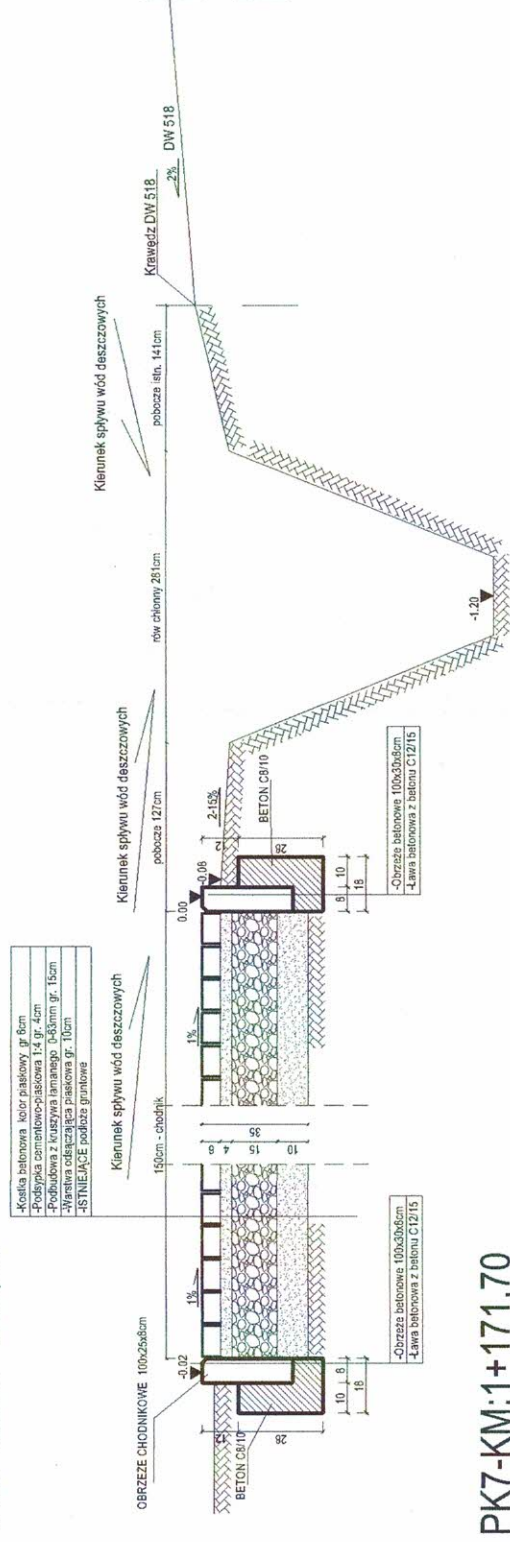 -Kostka betonowa kolor piaskowy gr 6cm
-Podsypka cementowo-piaskowa 1:4 gr. 4cm
-Podbudowa z kruszywa łamanego 0-63mm gr. 15cm
-Warstwa odsączająca piaskowa gr. 10cm
-ISTNIEJĄCE podłoże gruntowe
Kierunek spływu wód deszczowych
Kierunek spływu wód deszczowych
Kierunek spływu wód deszczowych
Krawędz DW 518
2%
DW 518
150cm - chodnik
pobocze 127cm
rów chłonny 281cm
pobocze istn. 141cm
OBRZEŻE CHODNIKOWE 100x25x8cm
-0.02
1%
1%
0.00
-0.06
2-15%
12
28
BETON C8/10
10
8
18
6
4
15
10
35
12
28
BETON C8/10
8
10
18
-1.20
-Obrzeże betonowe 100x30x8cm
-Ława betonowa z betonu C12/15
-Obrzeże betonowe 100x30x8cm
-Ława betonowa z betonu C12/15
PK7-KM:1+171.70